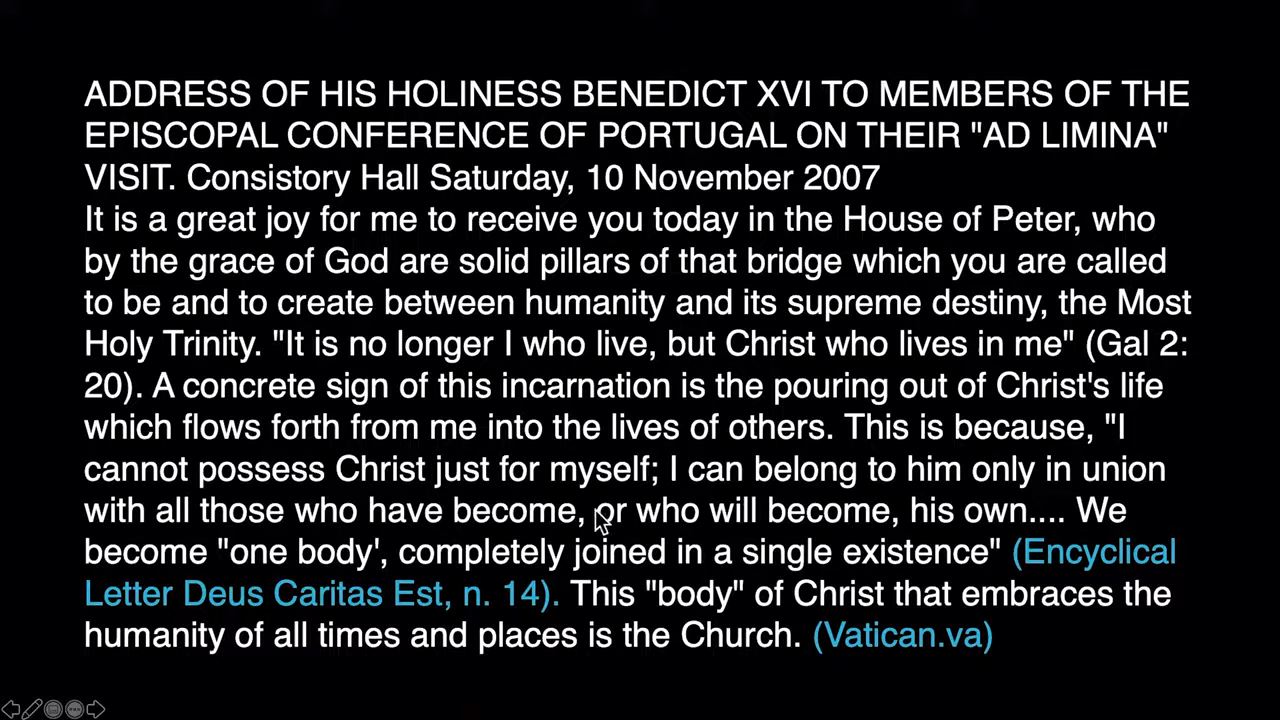 ADDRESS OF HIS HOLINESS BENEDICT XVI TO MEMBERS OF THE
EPISCOPAL CONFERENCE OF PORTUGAL ON THEIR "AD LIMINA"
VISIT. Consistory Hall Saturday, 10 November 2007
It is a great joy for me to receive you today in the House of Peter, who
by the grace of God are solid pillars of that bridge which you are called
to be and to create between humanity and its supreme destiny, the Most
Holy Trinity. "It is no longer I who live, but Christ who lives in me" (Gal 2:
20). A concrete sign of this incarnation is the pouring out of Christ's life
which flows forth from me into the lives of others. This is because, "I
cannot possess Christ just for myself; I can belong to him only in union
with all those who have become, or who will become, his own.... We
become "one body', completely joined in a single existence" (Encyclical
Letter Deus Caritas Est, n. 14). This "body" of Christ that embraces the
humanity of all times and places is the Church. (Vatican.va)